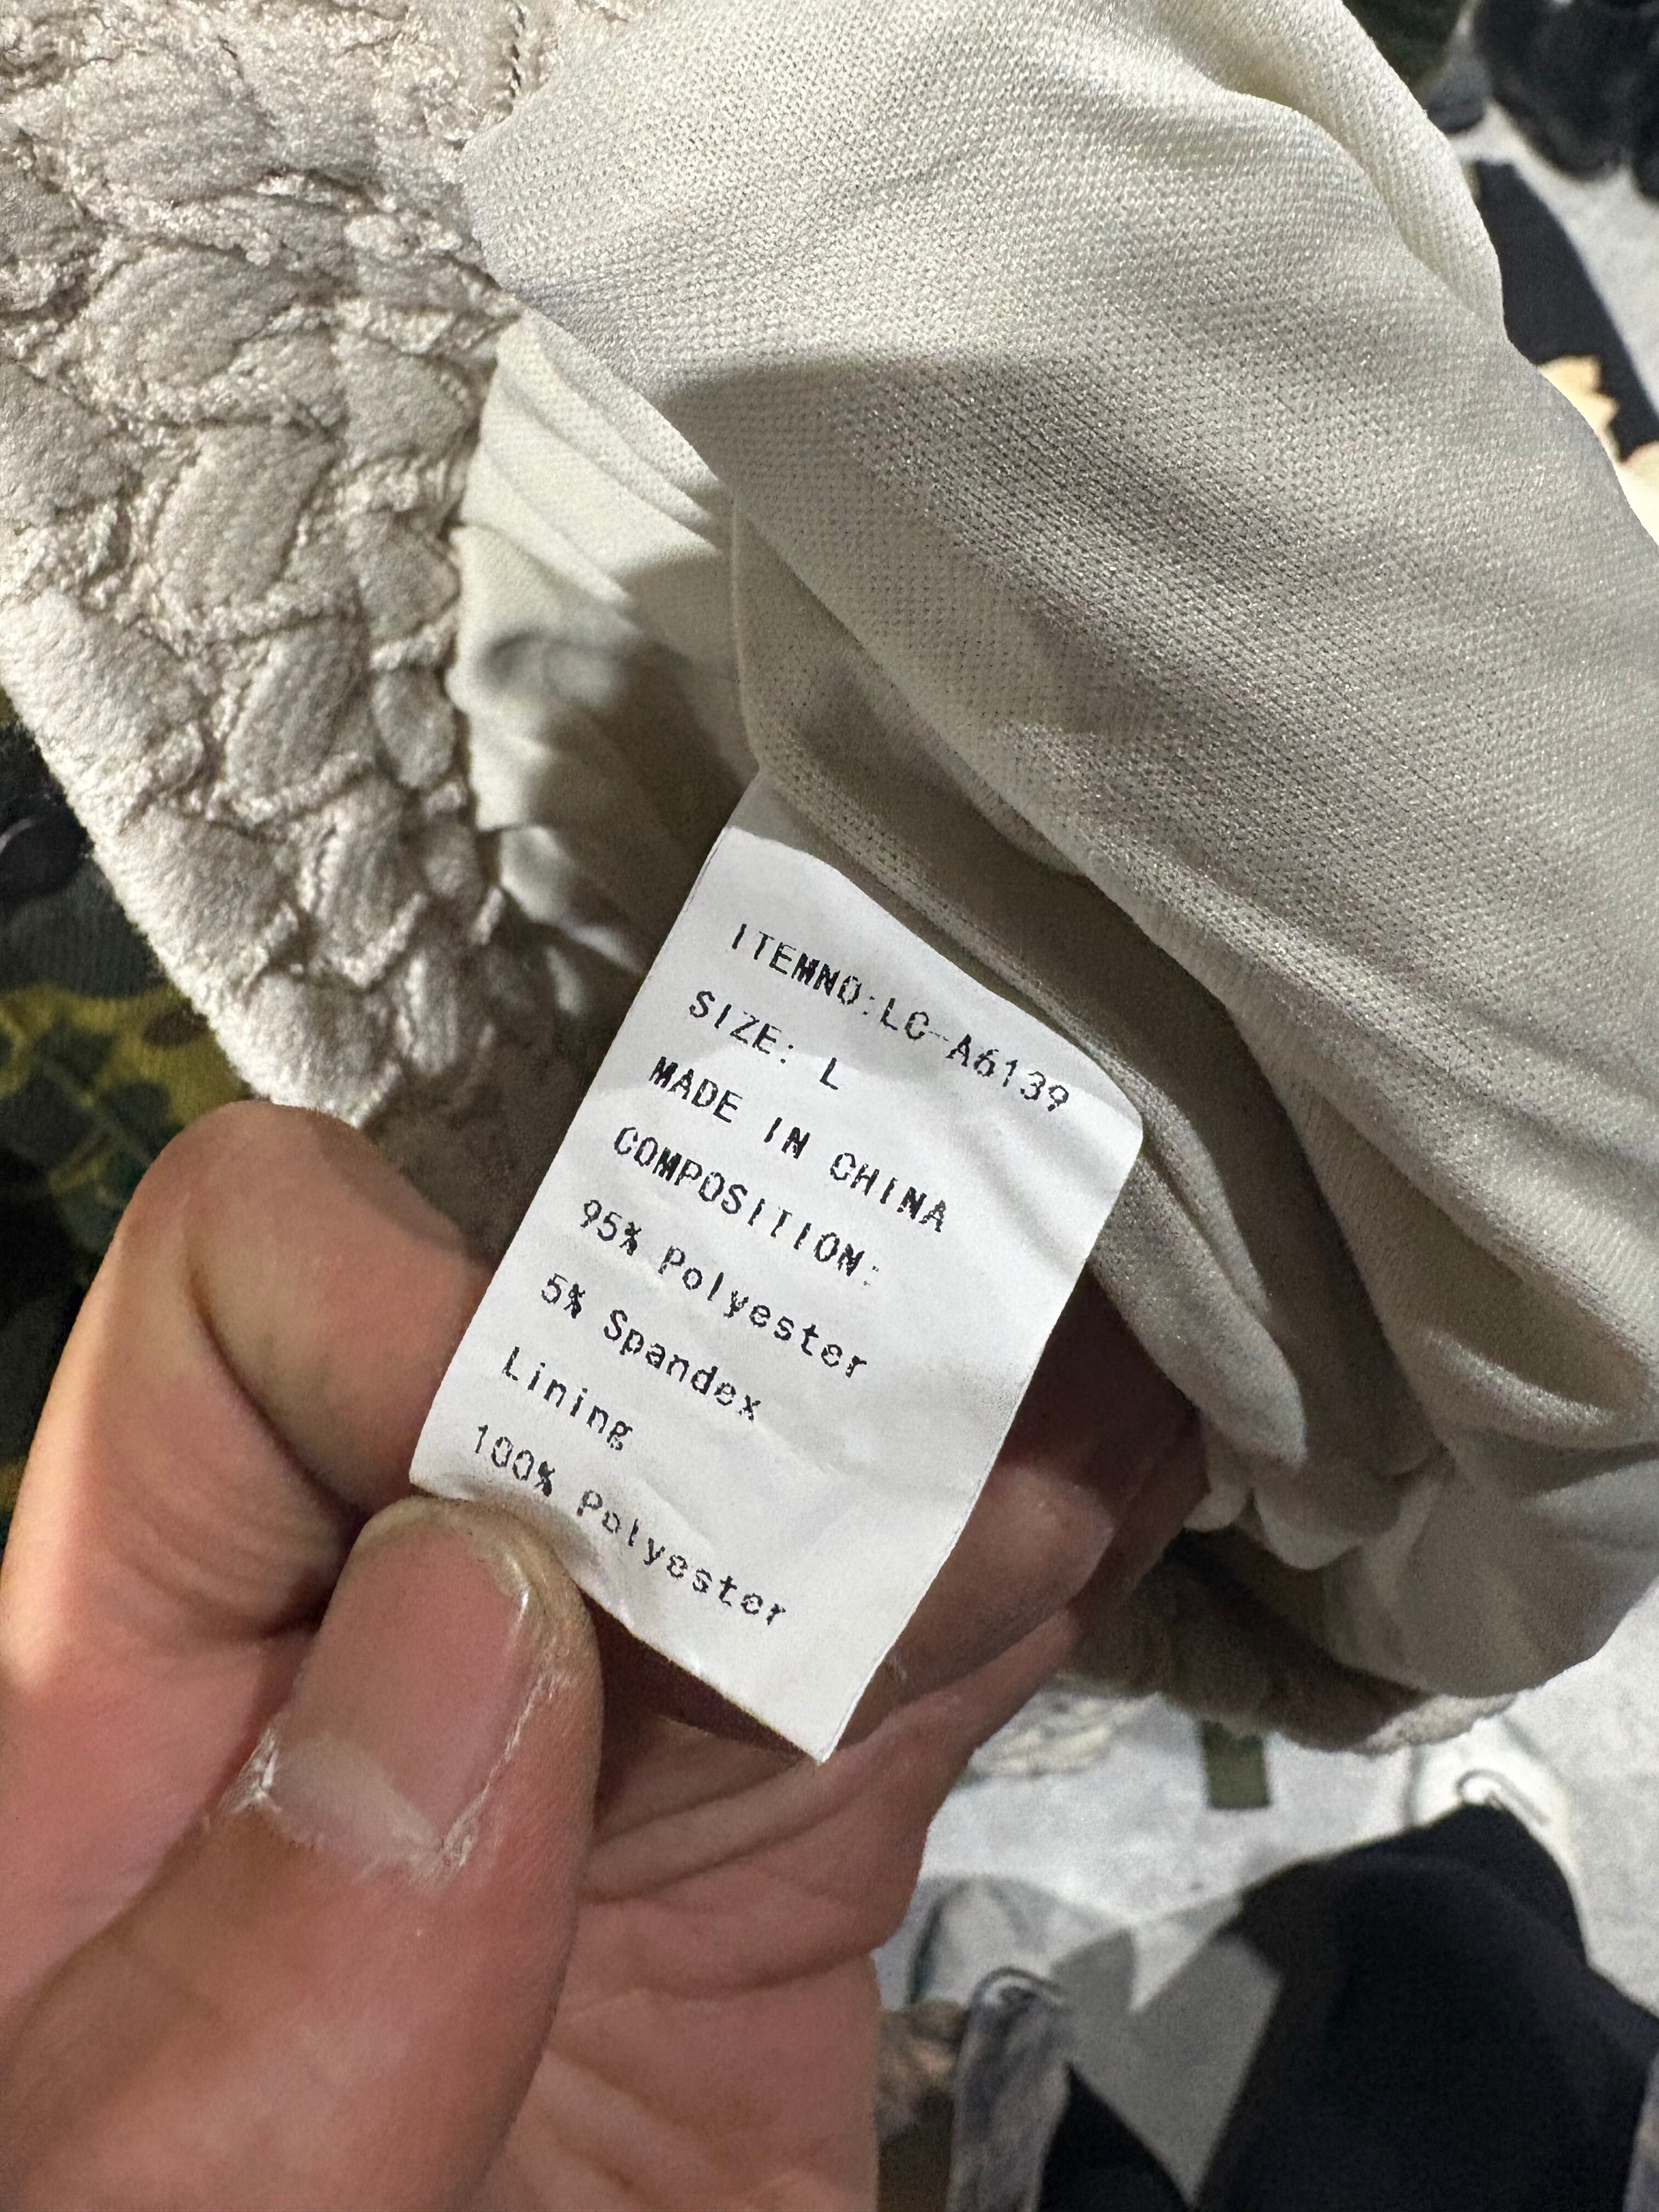 ITEMNO:LC-A6139
SIZE: L
MADE IN CHINA
COMPOSITION:
95% Polyester
5% Spandex
Lining
100% Polyester